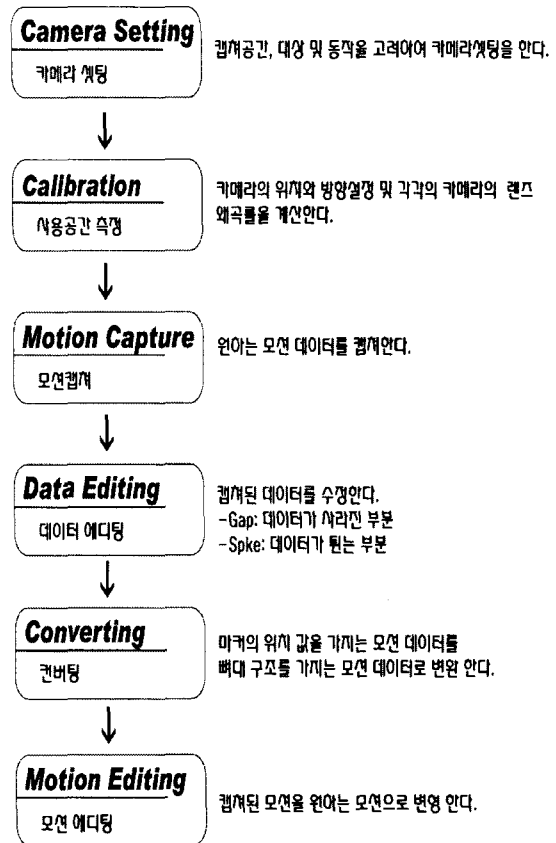 Camera Setting
카메라 셋팅
캡쳐공간, 대상 및 동작을 고려하여 카메라셋팅을 한다.
Calibration
사용공간 측정
카메라의 위치와 방향설정 및 각각의 카메라의 렌즈
왜곡률을 계산한다.
Motion Capture
모션캡쳐
원하는 모션 데이터를 캡쳐한다.
Data Editing
데이터 에디팅
캡쳐된 데이터를 수정한다.
-Gap: 데이터가 사라진 부분
-Spke: 데이터가 튄는 부분
Converting
컨버팅
마커의 위치 값을 가지는 모션 데이터를
뼈대 구조를 가지는 모션 데이터로 변환 한다.
Motion Editing
모션 에디팅
캡쳐된 모션을 원하는 모션으로 변형 한다.